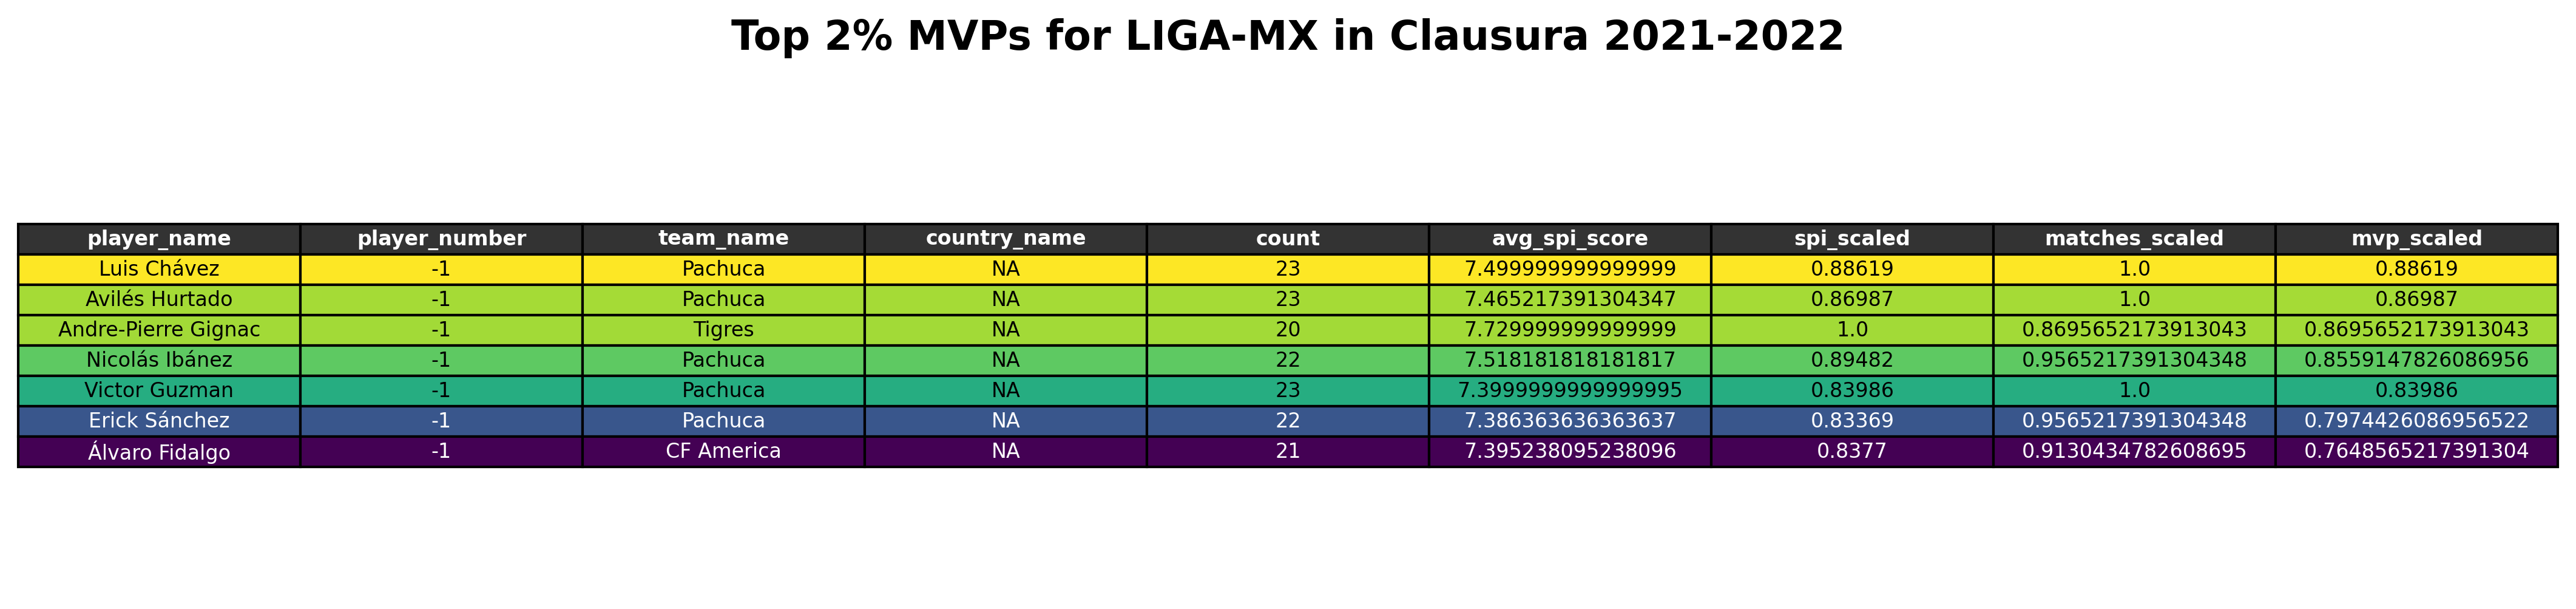 Top 2% MVPs for LIGA-MX in Clausura 2021-2022
player_name player_number team_name country_name count avg_spi_score spi_scaled matches_scaled mvp_scaled
Luis Chávez -1 Pachuca NA 23 7.499999999999999 0.88619 1.0 0.88619
Avilés Hurtado -1 Pachuca NA 23 7.465217391304347 0.86987 1.0 0.86987
Andre-Pierre Gignac -1 Tigres NA 20 7.729999999999999 1.0 0.8695652173913043 0.8695652173913043
Nicolás Ibánez -1 Pachuca NA 22 7.518181818181817 0.89482 0.9565217391304348 0.8559147826086956
Victor Guzman -1 Pachuca NA 23 7.3999999999999995 0.83986 1.0 0.83986
Erick Sánchez -1 Pachuca NA 22 7.386363636363637 0.83369 0.9565217391304348 0.7974426086956522
Álvaro Fidalgo -1 CF America NA 21 7.395238095238096 0.8377 0.9130434782608695 0.7648565217391304